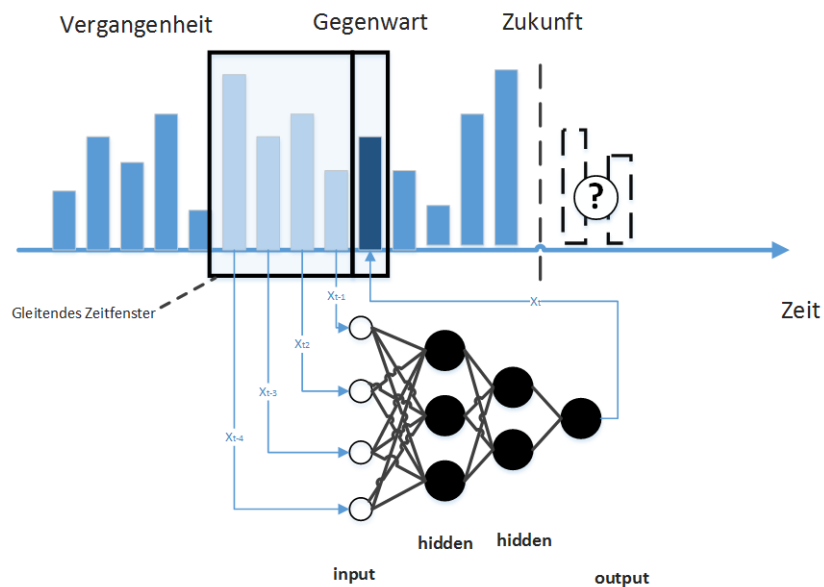 Vergangenheit
Gegenwart
Zukunft
?
Gleitendes Zeitfenster
Zeit
Xt-1
Xt
Xt2
Xt-3
Xt-4
hidden
hidden
input
output